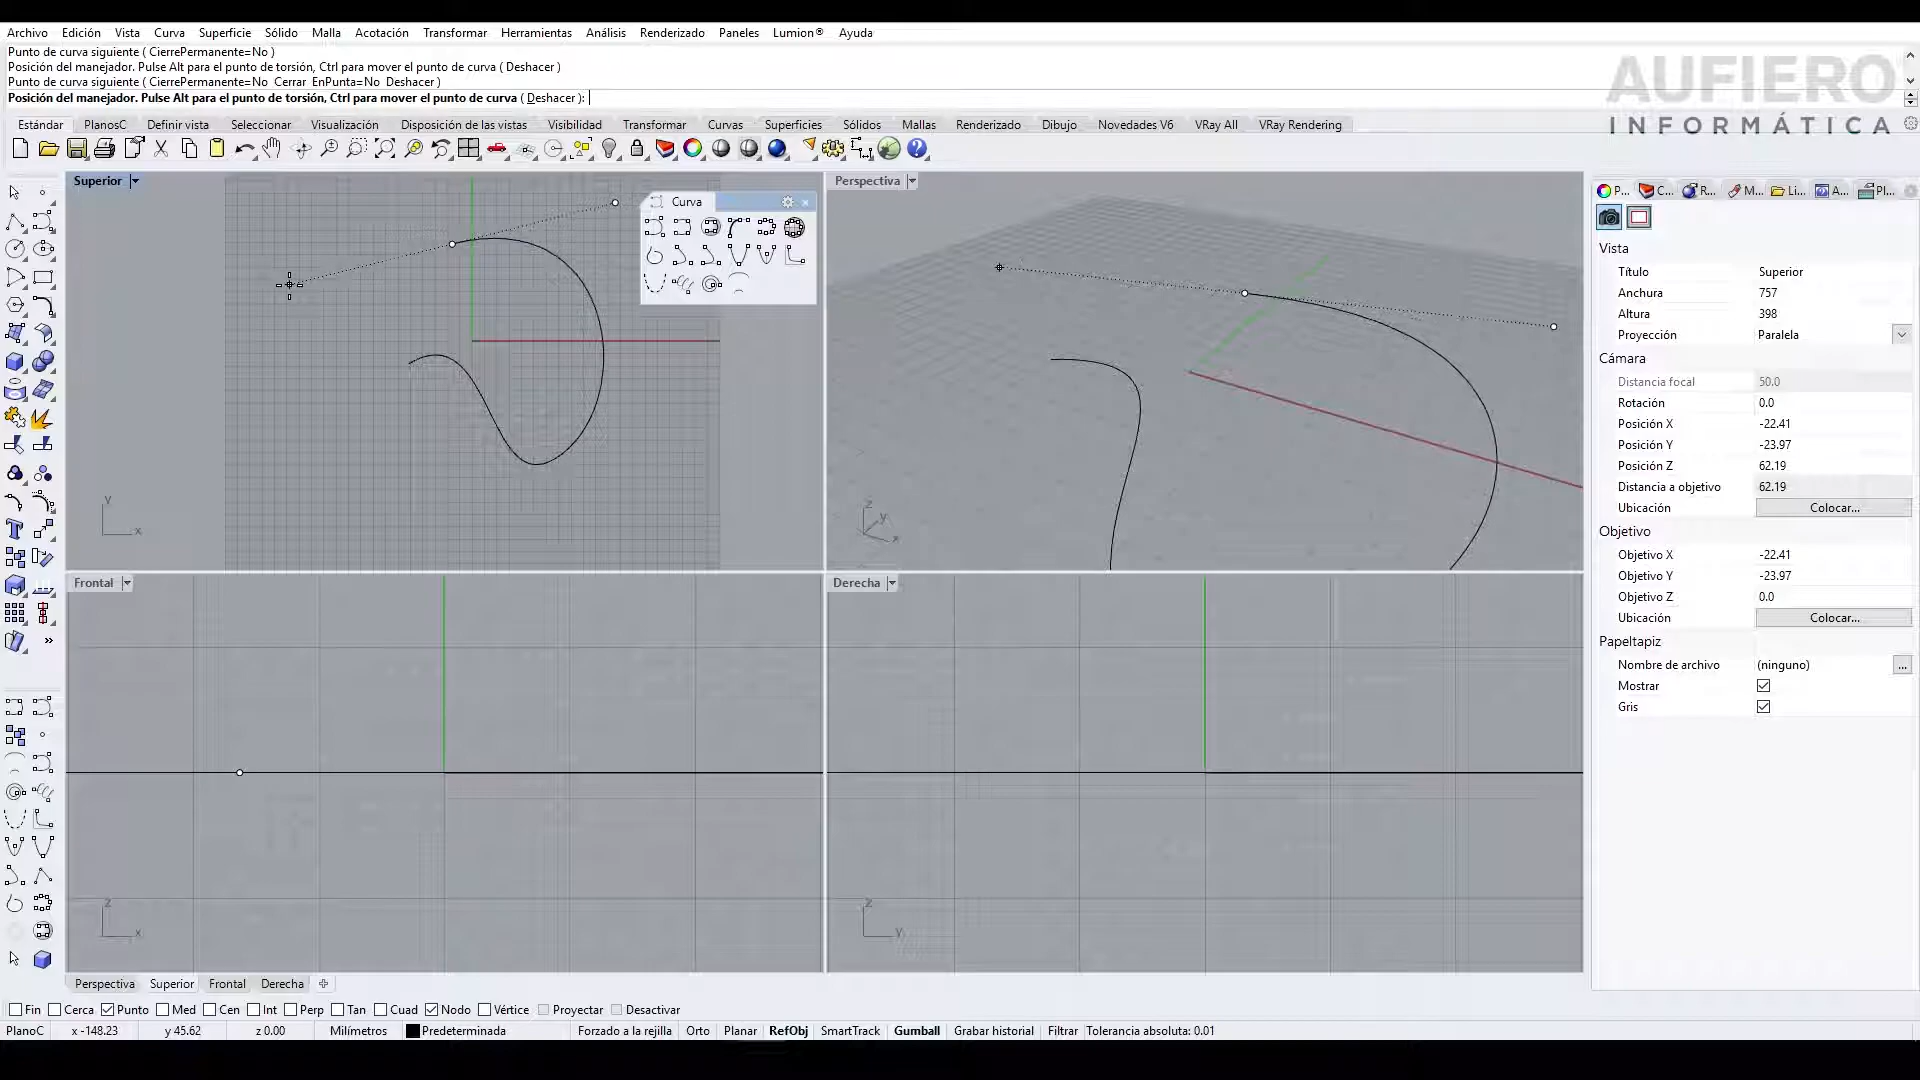 Archivo Edición Vista Curva Superficie Sólido Malla Acotación Transformar Herramientas Análisis Renderizado Paneles Lumion® Ayuda
Punto de curva siguiente ( CierrePermanente=No )
Posición del manejador. Pulse Alt para el punto de torsión, Ctrl para mover el punto de curva ( Deshacer )
Punto de curva siguiente ( CierrePermanente=No Cerrar EnPunta=No Deshacer )
Posición del manejador. Pulse Alt para el punto de torsión, Ctrl para mover el punto de curva ( Deshacer ):
AUFIERO
INFORMÁTICA
Estándar PlanosC Definir vista Seleccionar Visualización Disposición de las vistas Visibilidad Transformar Curvas Superficies Sólidos Mallas Renderizado Dibujo Novedades V6 VRay All VRay Rendering
Superior
Curva
y
x
Perspectiva
z
y
x
Frontal
z
x
Derecha
z
y
P... C... R... M... Li... A... Pl...
Vista
Título Superior
Anchura 757
Altura 398
Proyección Paralela
Cámara
Distancia focal 50.0
Rotación 0.0
Posición X -22.41
Posición Y -23.97
Posición Z 62.19
Distancia a objetivo 62.19
Ubicación Colocar...
Objetivo
Objetivo X -22.41
Objetivo Y -23.97
Objetivo Z 0.0
Ubicación Colocar...
Papeltapiz
Nombre de archivo (ninguno) ...
Mostrar
Gris
Perspectiva Superior Frontal Derecha
Fin Cerca Punto Med Cen Int Perp Tan Cuad Nodo Vértice Proyectar Desactivar
PlanoC x -148.23 y 45.62 z 0.00 Milímetros Predeterminada Forzado a la rejilla Orto Planar RefObj SmartTrack Gumball Grabar historial Filtrar Tolerancia absoluta: 0.01